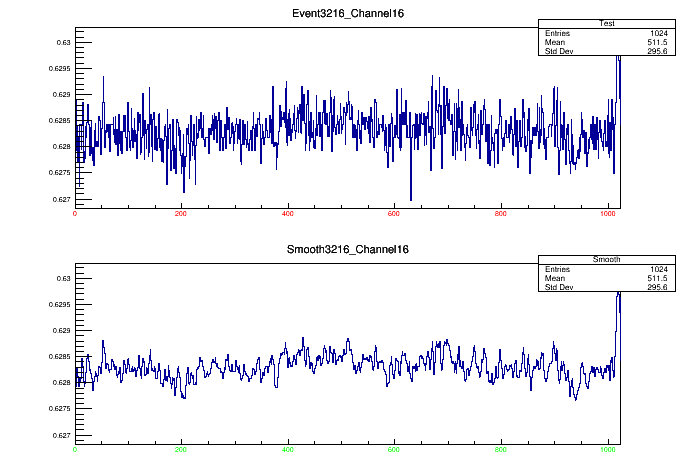 Event3216_Channel16
Test
Entries 1024
Mean 511.5
Std Dev 295.6
0.63
0.6295
0.629
0.6285
0.628
0.6275
0.627
0 200 400 600 800 1000
Smooth3216_Channel16
Smooth
Entries 1024
Mean 511.5
Std Dev 295.6
0.63
0.6295
0.629
0.6285
0.628
0.6275
0.627
0 200 400 600 800 1000